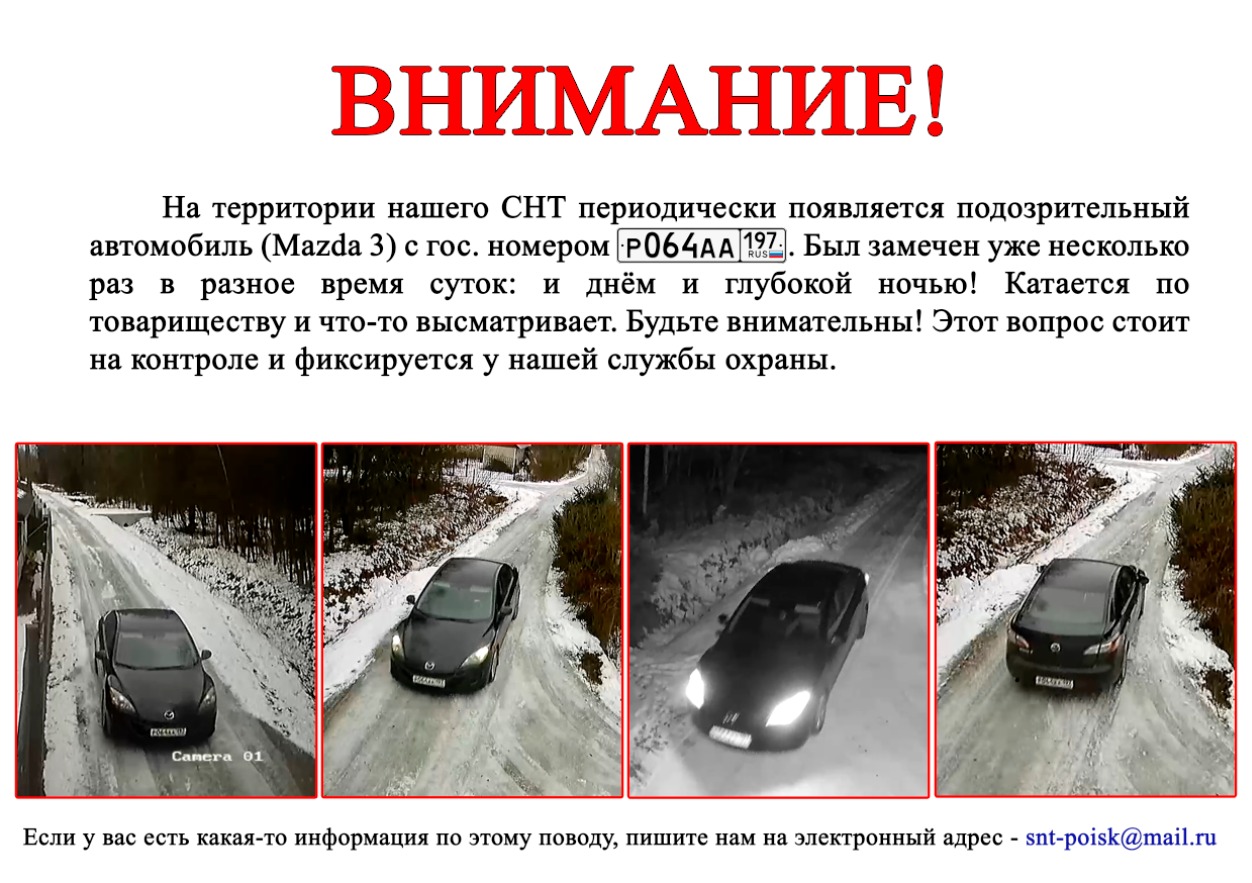 ВНИМАНИЕ!
На территории нашего СНТ периодически появляется подозрительный
автомобиль (Mazda 3) с гос. номером Р064АА 197 RUS. Был замечен уже несколько
раз в разное время суток: и днём и глубокой ночью! Катается по
товариществу и что-то высматривает. Будьте внимательны! Этот вопрос стоит
на контроле и фиксируется у нашей службы охраны.
Camera 01
Если у вас есть какая-то информация по этому поводу, пишите нам на электронный адрес - snt-poisk@mail.ru